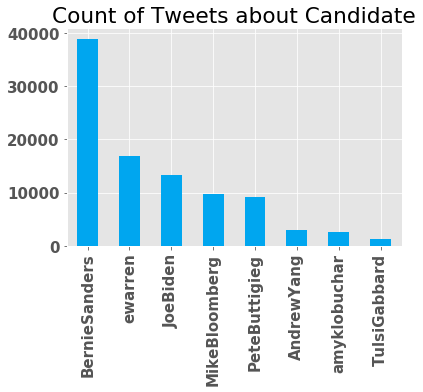 Count of Tweets about Candidate
40000
30000
20000
10000
0
BernieSanders
ewarren
JoeBiden
MikeBloomberg
PeteButtigieg
AndrewYang
amyklobuchar
TulsiGabbard